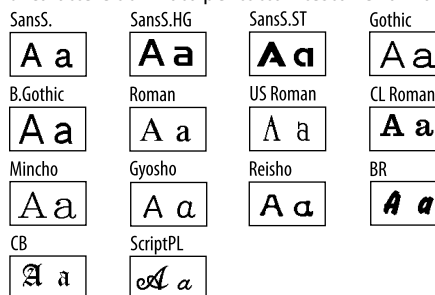 SansS. SansS.HG SansS.ST Gothic
A a A a A a A a
B.Gothic Roman US Roman CL Roman
A a A a A a A a
Mincho Gyosho Reisho BR
A a A a A a A a
CB ScriptPL
A a A a